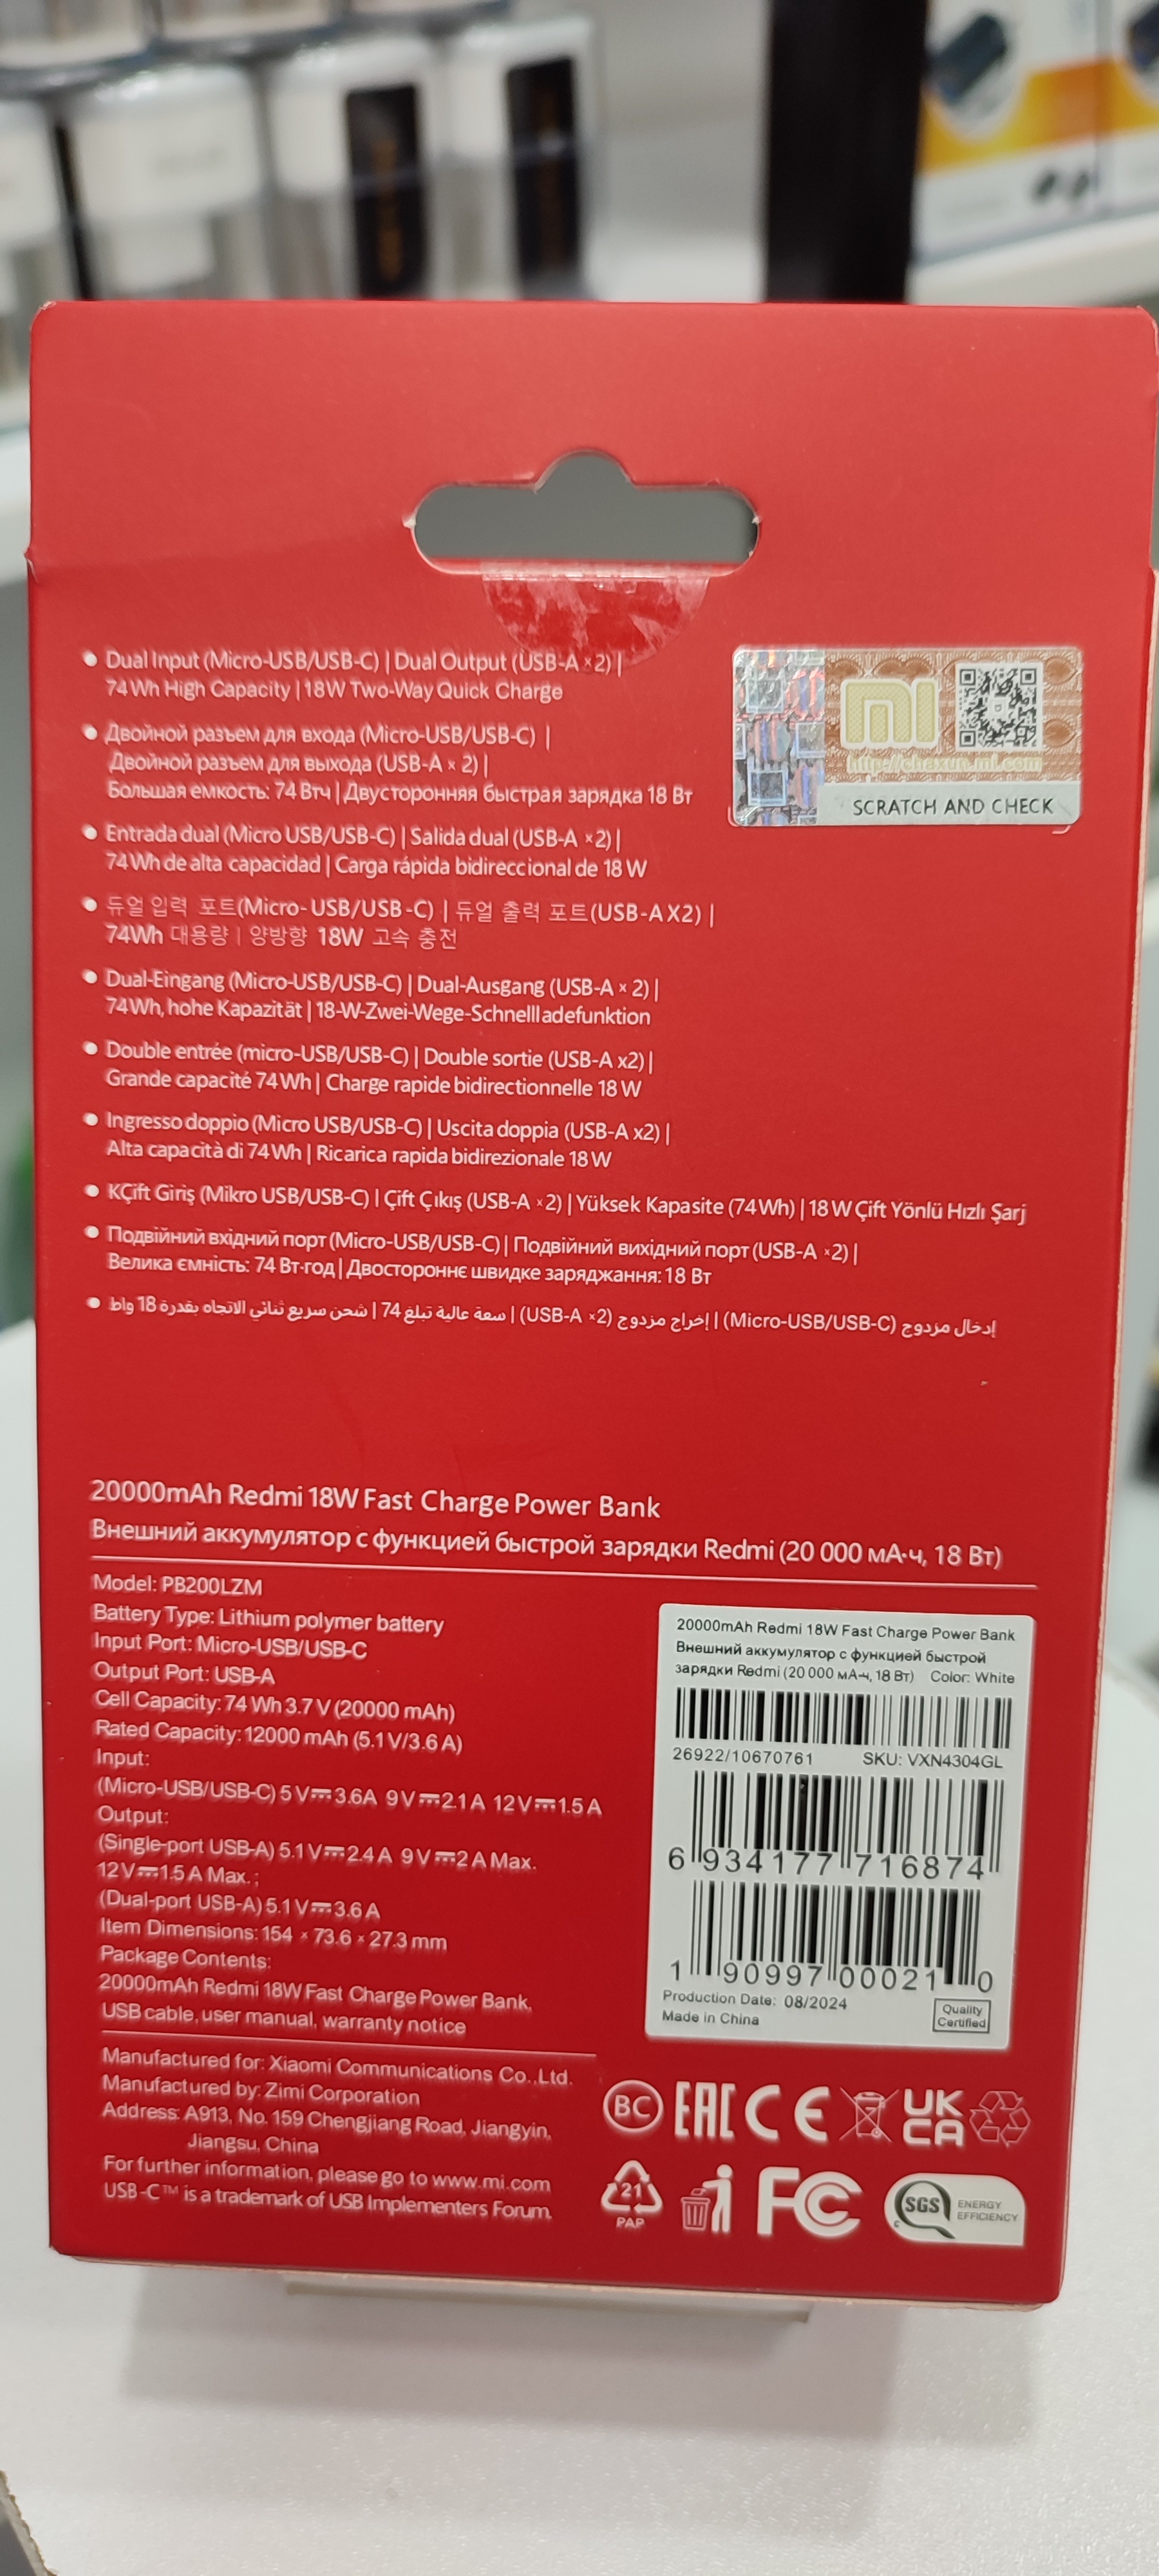 Dual Input (Micro-USB/USB-C) | Dual Output (USB-A ×2) |
74Wh High Capacity | 18W Two-Way Quick Charge
Двойной разъем для входа (Micro-USB/USB-C) |
Двойной разъем для выхода (USB-A × 2) |
Большая емкость: 74 Втч | Двусторонняя быстрая зарядка 18 Вт
Entrada dual (Micro USB/USB-C) | Salida dual (USB-A ×2) |
74Wh de alta capacidad | Carga rápida bidireccional de 18 W
듀얼 입력 포트(Micro-USB/USB-C) | 듀얼 출력 포트(USB-A X2) |
74Wh 대용량 | 양방향 18W 고속 충전
Dual-Eingang (Micro-USB/USB-C) | Dual-Ausgang (USB-A × 2) |
74Wh, hohe Kapazität | 18-W-Zwei-Wege-Schnellladefunktion
Double entrée (micro-USB/USB-C) | Double sortie (USB-A x2) |
Grande capacité 74Wh | Charge rapide bidirectionnelle 18 W
Ingresso doppio (Micro USB/USB-C) | Uscita doppia (USB-A x2) |
Alta capacità di 74Wh | Ricarica rapida bidirezionale 18 W
KÇift Giriş (Mikro USB/USB-C) | Çift Çıkış (USB-A ×2) | Yüksek Kapasite (74Wh) | 18 W Çift Yönlü Hızlı Şarj
Подвійний вхідний порт (Micro-USB/USB-C) | Подвійний вихідний порт (USB-A ×2) |
Велика ємність: 74 Вт·год | Двостороннє швидке заряджання: 18 Вт
إدخال مزدوج (Micro-USB/USB-C) | إخراج مزدوج (USB-A ×2) | سعة عالية تبلغ 74 | شحن سريع ثنائي الاتجاه بقدرة 18 واط
mi
http://chaxun.mi.com
SCRATCH AND CHECK
20000mAh Redmi 18W Fast Charge Power Bank
Внешний аккумулятор с функцией быстрой зарядки Redmi (20 000 мА·ч, 18 Вт)
Model: PB200LZM
Battery Type: Lithium polymer battery
Input Port: Micro-USB/USB-C
Output Port: USB-A
Cell Capacity: 74 Wh 3.7 V (20000 mAh)
Rated Capacity: 12000 mAh (5.1 V/3.6 A)
Input:
(Micro-USB/USB-C) 5 V⎓3.6A 9 V⎓2.1 A 12 V⎓1.5 A
Output:
(Single-port USB-A) 5.1 V⎓2.4 A 9 V⎓2 A Max.
12 V⎓1.5 A Max. ;
(Dual-port USB-A) 5.1 V⎓3.6 A
Item Dimensions: 154 × 73.6 × 27.3 mm
Package Contents:
20000mAh Redmi 18W Fast Charge Power Bank,
USB cable, user manual, warranty notice
20000mAh Redmi 18W Fast Charge Power Bank
Внешний аккумулятор с функцией быстрой
зарядки Redmi (20 000 мА·ч, 18 Вт) Color: White
26922/10670761 SKU: VXN4304GL
6 934177 716874
1 90997 00021 0
Production Date: 08/2024
Made in China
Quality
Certified
Manufactured for: Xiaomi Communications Co.,Ltd.
Manufactured by: Zimi Corporation
Address: A913, No. 159 Chengjiang Road, Jiangyin,
Jiangsu, China
For further information, please go to www.mi.com
USB-C™ is a trademark of USB Implementers Forum.
BC EAC CE UK
CA
21
PAP
FC
SGS ENERGY
EFFICIENCY